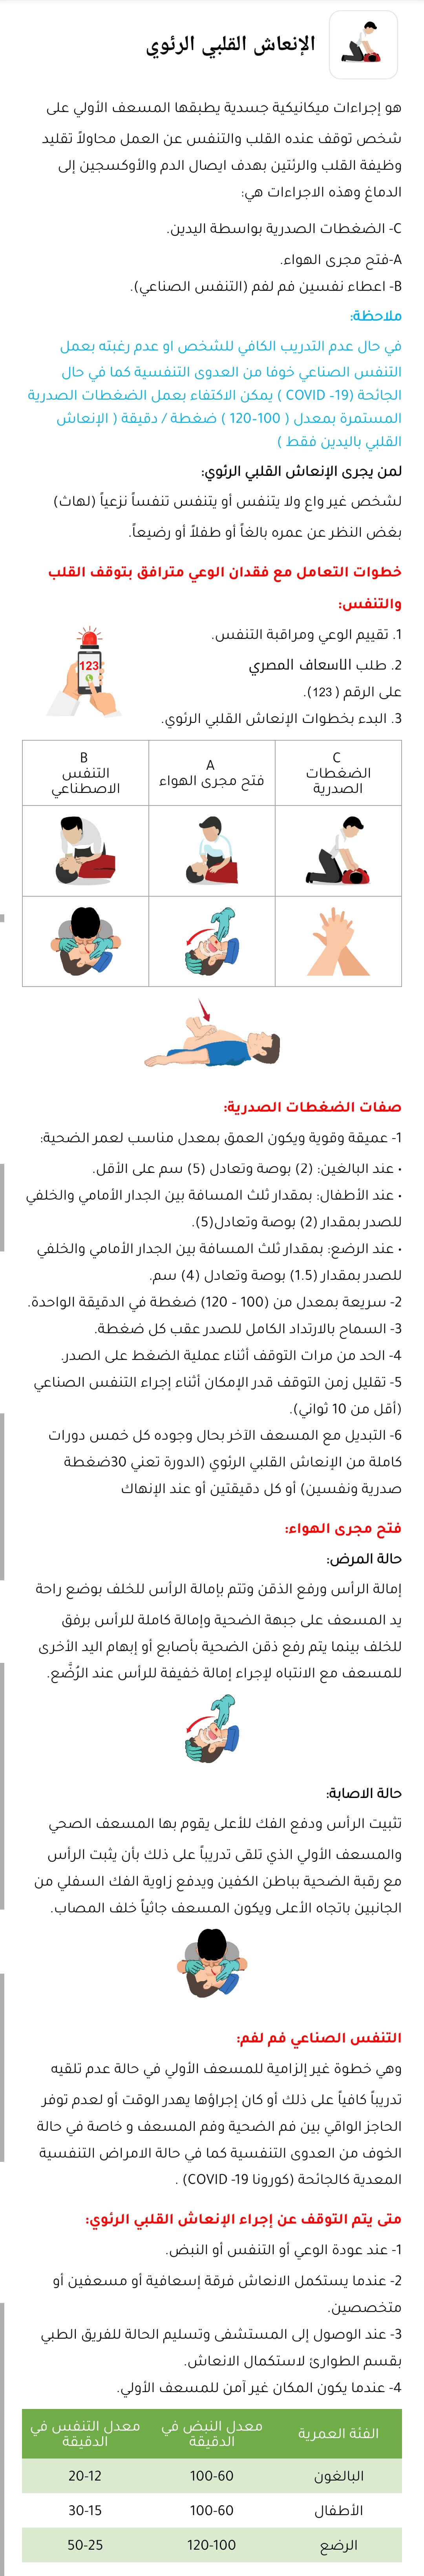 الإنعاش القلبي الرئوي
هو إجراءات ميكانيكية جسدية يطبقها المسعف الأولي على
شخص توقف عنده القلب والتنفس عن العمل محاولاً تقليد
وظيفة القلب والرئتين بهدف ايصال الدم والأوكسجين إلى
الدماغ وهذه الاجراءات هي:
C- الضغطات الصدرية بواسطة اليدين.
A-فتح مجرى الهواء.
B- اعطاء نفسين فم لفم (التنفس الصناعي).
ملاحظة:
في حال عدم التدريب الكافي للشخص او عدم رغبته بعمل
التنفس الصناعي خوفا من العدوى التنفسية كما في حال
الجائحة (COVID -19 ) يمكن الاكتفاء بعمل الضغطات الصدرية
المستمرة بمعدل ( 100-120 ) ضغطة / دقيقة ( الإنعاش
القلبي باليدين فقط )
لمن يجرى الإنعاش القلبي الرئوي:
لشخص غير واع ولا يتنفس أو يتنفس تنفساً نزعياً (لهاث)
بغض النظر عن عمره بالغاً أو طفلاً أو رضيعاً.
خطوات التعامل مع فقدان الوعي مترافق بتوقف القلب
والتنفس:
1. تقييم الوعي ومراقبة التنفس.
2. طلب الاسعاف المصري
على الرقم ( 123).
123
3. البدء بخطوات الإنعاش القلبي الرئوي.
C
الضغطات
الصدرية
A
فتح مجرى الهواء
B
التنفس
الاصطناعي
صفات الضغطات الصدرية:
1- عميقة وقوية ويكون العمق بمعدل مناسب لعمر الضحية:
• عند البالغين: (2) بوصة وتعادل (5) سم على الأقل.
• عند الأطفال: بمقدار ثلث المسافة بين الجدار الأمامي والخلفي
للصدر بمقدار (2) بوصة وتعادل(5).
• عند الرضع: بمقدار ثلث المسافة بين الجدار الأمامي والخلفي
للصدر بمقدار (1.5) بوصة وتعادل (4) سم.
2- سريعة بمعدل من (100 - 120) ضغطة في الدقيقة الواحدة.
3- السماح بالارتداد الكامل للصدر عقب كل ضغطة.
4- الحد من مرات التوقف أثناء عملية الضغط على الصدر.
5- تقليل زمن التوقف قدر الإمكان أثناء إجراء التنفس الصناعي
(أقل من 10 ثواني).
6- التبديل مع المسعف الآخر بحال وجوده كل خمس دورات
كاملة من الإنعاش القلبي الرئوي (الدورة تعني 30ضغطة
صدرية ونفسين) أو كل دقيقتين أو عند الإنهاك
فتح مجرى الهواء:
حالة المرض:
إمالة الرأس ورفع الذقن وتتم بإمالة الرأس للخلف بوضع راحة
يد المسعف على جبهة الضحية وإمالة كاملة للرأس برفق
للخلف بينما يتم رفع ذقن الضحية بأصابع أو إبهام اليد الأخرى
للمسعف مع الانتباه لإجراء إمالة خفيفة للرأس عند الرُضَّع.
حالة الاصابة:
تثبيت الرأس ودفع الفك للأعلى يقوم بها المسعف الصحي
والمسعف الأولي الذي تلقى تدريباً على ذلك بأن يثبت الرأس
مع رقبة الضحية بباطن الكفين ويدفع زاوية الفك السفلي من
الجانبين باتجاه الأعلى ويكون المسعف جاثياً خلف المصاب.
التنفس الصناعي فم لفم:
وهي خطوة غير إلزامية للمسعف الأولي في حالة عدم تلقيه
تدريباً كافياً على ذلك أو كان إجراؤها يهدر الوقت أو لعدم توفر
الحاجز الواقي بين فم الضحية وفم المسعف و خاصة في حالة
الخوف من العدوى التنفسية كما في حالة الامراض التنفسية
المعدية كالجائحة (كورونا COVID -19) .
متى يتم التوقف عن إجراء الإنعاش القلبي الرئوي:
1- عند عودة الوعي أو التنفس أو النبض.
2- عندما يستكمل الانعاش فرقة إسعافية أو مسعفين أو
متخصصين.
3- عند الوصول إلى المستشفى وتسليم الحالة للفريق الطبي
بقسم الطوارئ لاستكمال الانعاش.
4- عندما يكون المكان غير آمن للمسعف الأولي.
الفئة العمرية معدل النبض في الدقيقة معدل التنفس في الدقيقة
البالغون 100-60 20-12
الأطفال 100-60 30-15
الرضع 120-100 50-25